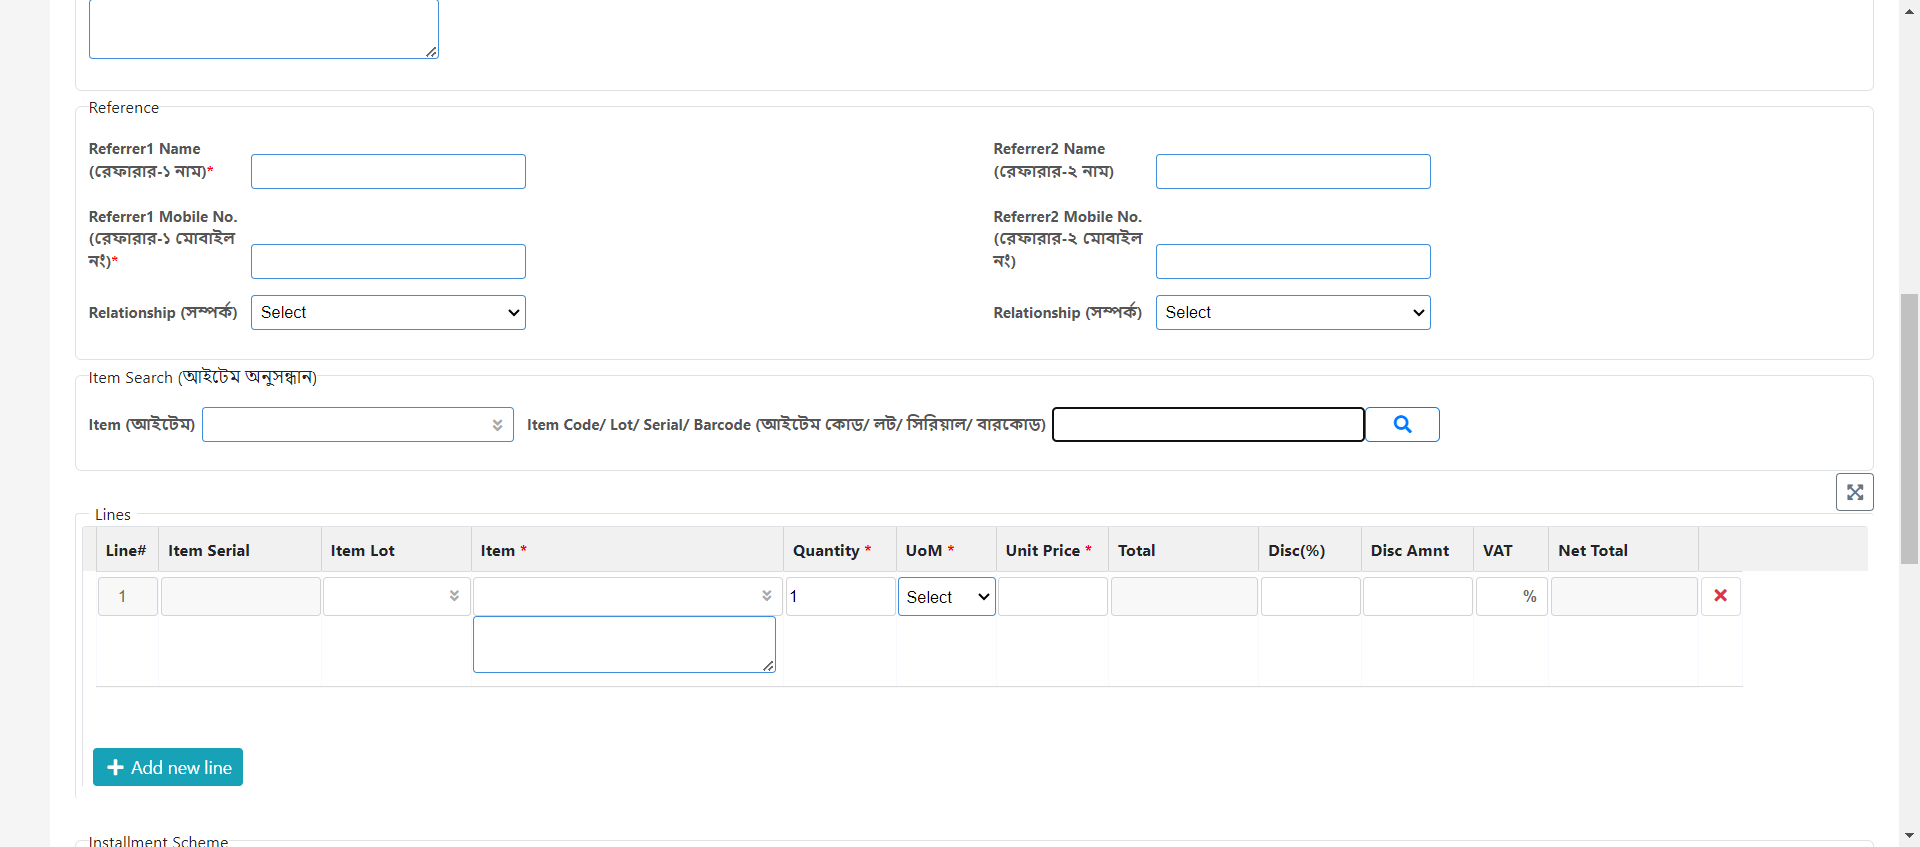 Reference
Referrer1 Name
(রেফারার-১ নাম)*
Referrer2 Name
(রেফারার-২ নাম)
Referrer1 Mobile No.
(রেফারার-১ মোবাইল
নং)*
Referrer2 Mobile No.
(রেফারার-২ মোবাইল
নং)
Relationship (সম্পর্ক) Select
Relationship (সম্পর্ক) Select
Item Search (আইটেম অনুসন্ধান)
Item (আইটেম) Item Code/ Lot/ Serial/ Barcode (আইটেম কোড/ লট/ সিরিয়াল/ বারকোড)
Lines
Line# Item Serial Item Lot Item * Quantity * UoM * Unit Price * Total Disc(%) Disc Amnt VAT Net Total
1 1 Select %
Add new line
Installment Scheme